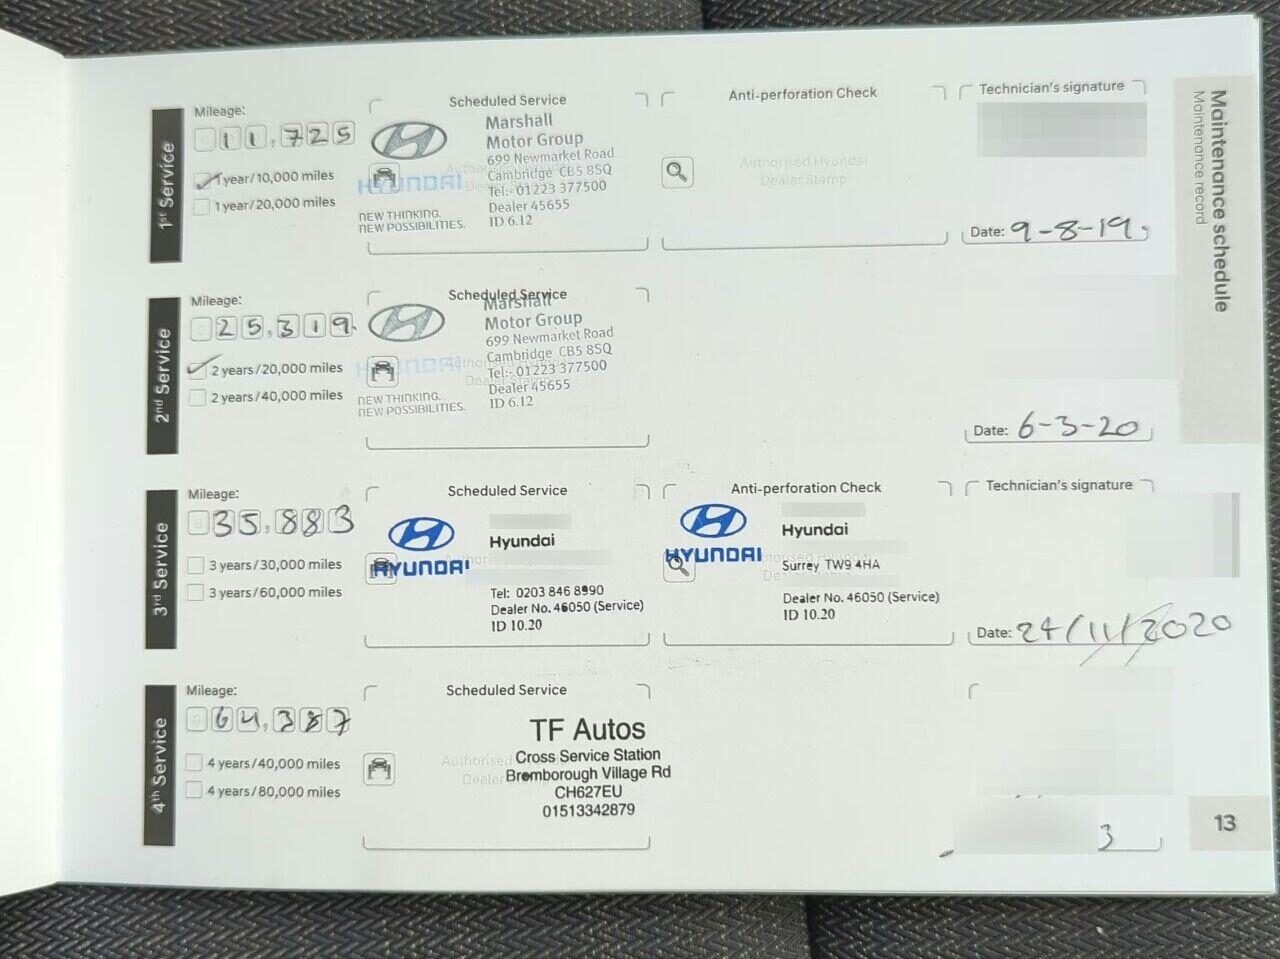 Maintenance schedule
Maintenance record
1st Service
Mileage:
11,725
1 year/10,000 miles
1 year/20,000 miles
Scheduled Service
HYUNDAI
NEW THINKING.
NEW POSSIBILITIES.
Marshall
Motor Group
699 Newmarket Road
Cambridge CB5 8SQ
Tel:- 01223 377500
Dealer 45655
ID 6.12
Anti-perforation Check
Authorised Hyundai
Dealer Stamp
Technician's signature
Date: 9-8-19.
2nd Service
Mileage:
25,319.
2 years/20,000 miles
2 years/40,000 miles
Scheduled Service
HYUNDAI
NEW THINKING.
NEW POSSIBILITIES.
Marshall
Motor Group
699 Newmarket Road
Cambridge CB5 8SQ
Tel:- 01223 377500
Dealer 45655
ID 6.12
Date: 6-3-20
3rd Service
Mileage:
35,883
3 years/30,000 miles
3 years/60,000 miles
Scheduled Service
HYUNDAI
Hyundai
Tel: 0203 846 8990
Dealer No. 46050 (Service)
ID 10.20
Anti-perforation Check
HYUNDAI
Hyundai
Surrey TW9 4HA
Dealer No. 46050 (Service)
ID 10.20
Technician's signature
Date: 24/11/2020
4th Service
Mileage:
64,387
4 years/40,000 miles
4 years/80,000 miles
Scheduled Service
TF Autos
Cross Service Station
Bromborough Village Rd
CH627EU
01513342879
3
13